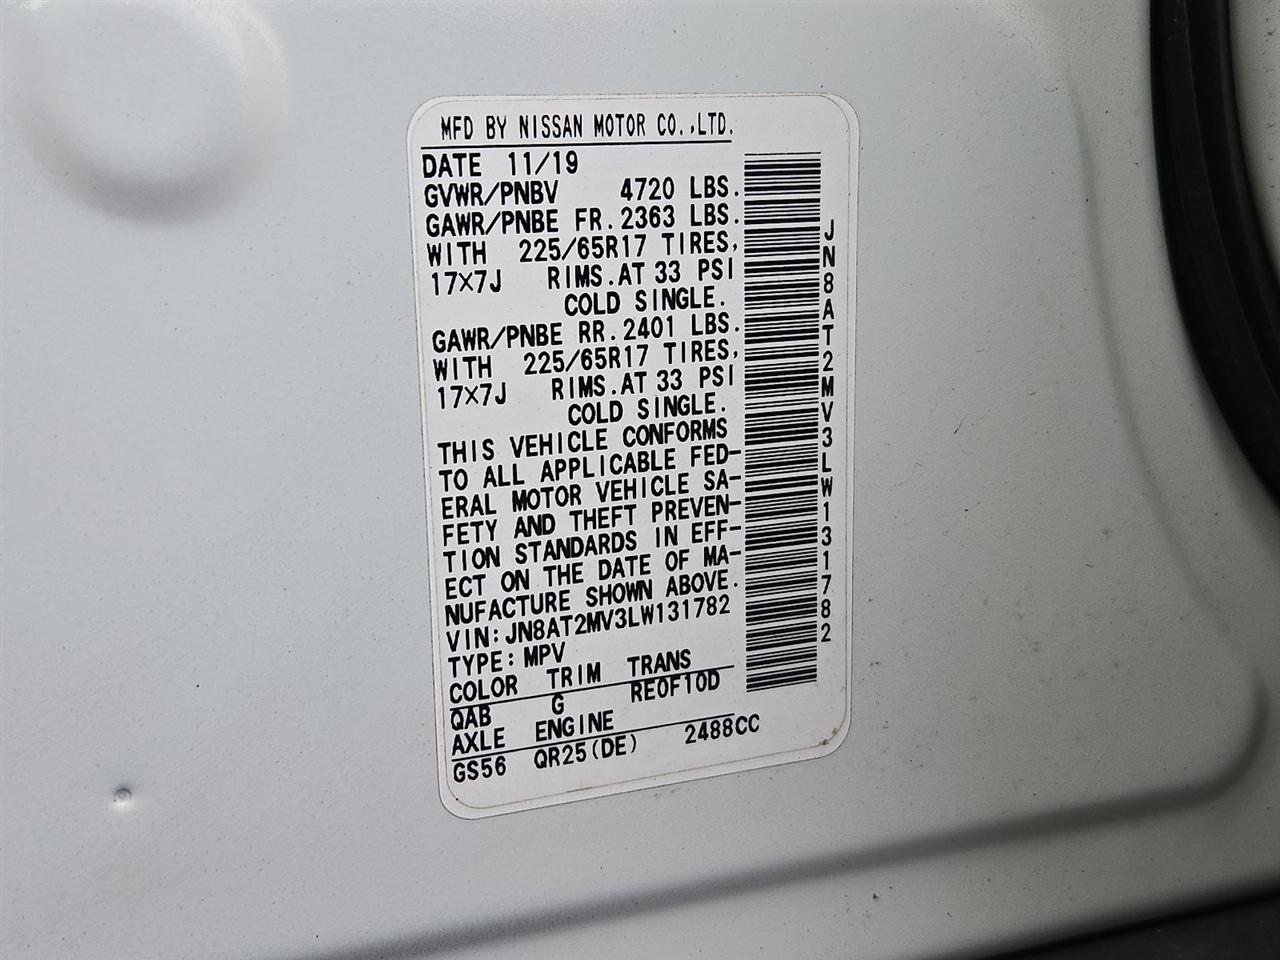 MFD BY NISSAN MOTOR CO.,LTD.
DATE 11/19
GVWR/PNBV 4720 LBS.
GAWR/PNBE FR. 2363 LBS.
WITH 225/65R17 TIRES,
17×7J RIMS. AT 33 PSI
COLD SINGLE.
GAWR/PNBE RR. 2401 LBS.
WITH 225/65R17 TIRES,
17×7J RIMS. AT 33 PSI
COLD SINGLE.
THIS VEHICLE CONFORMS
TO ALL APPLICABLE FED-
ERAL MOTOR VEHICLE SA-
FETY AND THEFT PREVEN-
TION STANDARDS IN EFF-
ECT ON THE DATE OF MA-
NUFACTURE SHOWN ABOVE.
VIN: JN8AT2MV3LW131782
TYPE: MPV
COLOR TRIM TRANS
QAB G RE0F10D
AXLE ENGINE
GS56 QR25(DE) 2488CC
JN8AT2MV3LW131782